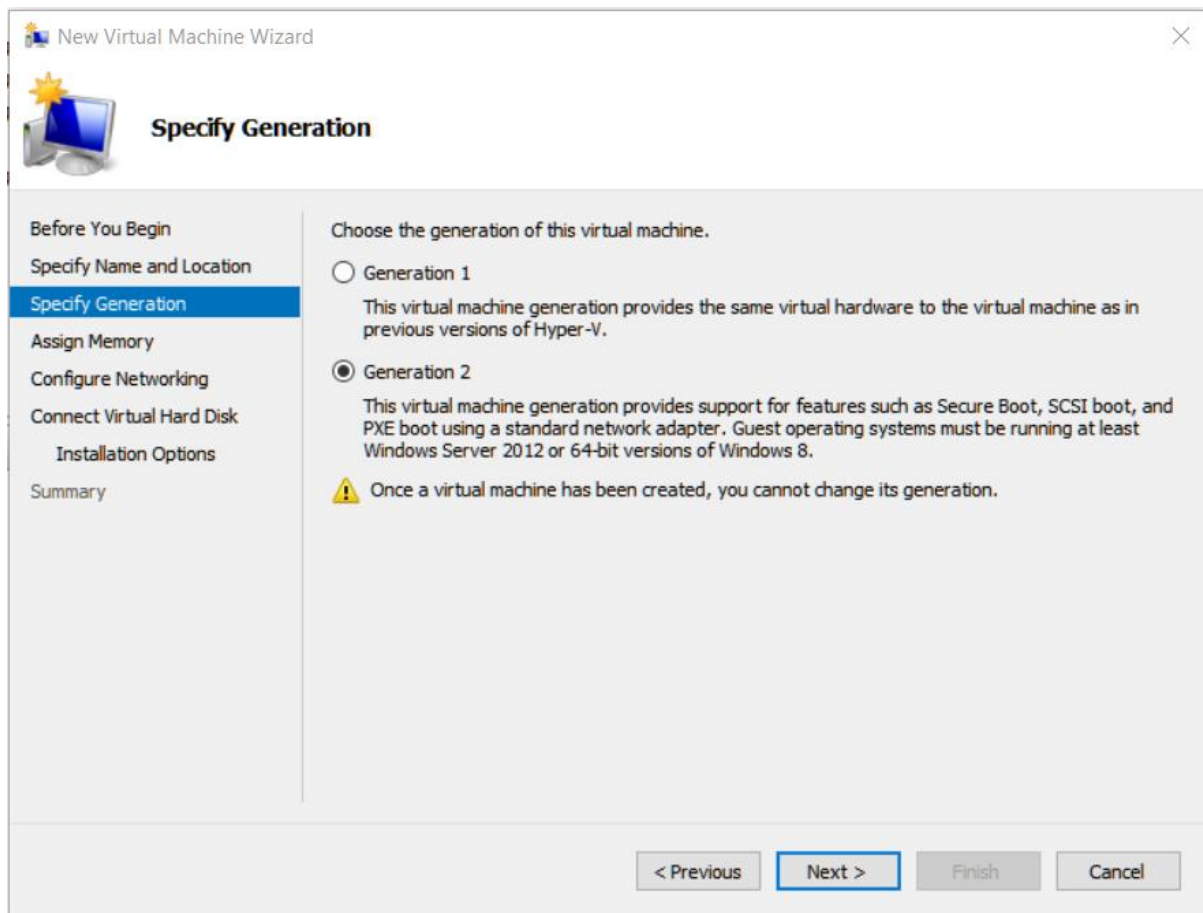 New Virtual Machine Wizard
Specify Generation
Before You Begin
Specify Name and Location
Specify Generation
Assign Memory
Configure Networking
Connect Virtual Hard Disk
Installation Options
Summary
Choose the generation of this virtual machine.
Generation 1
This virtual machine generation provides the same virtual hardware to the virtual machine as in
previous versions of Hyper-V.
Generation 2
This virtual machine generation provides support for features such as Secure Boot, SCSI boot, and
PXE boot using a standard network adapter. Guest operating systems must be running at least
Windows Server 2012 or 64-bit versions of Windows 8.
Once a virtual machine has been created, you cannot change its generation.
< Previous
Next >
Finish
Cancel